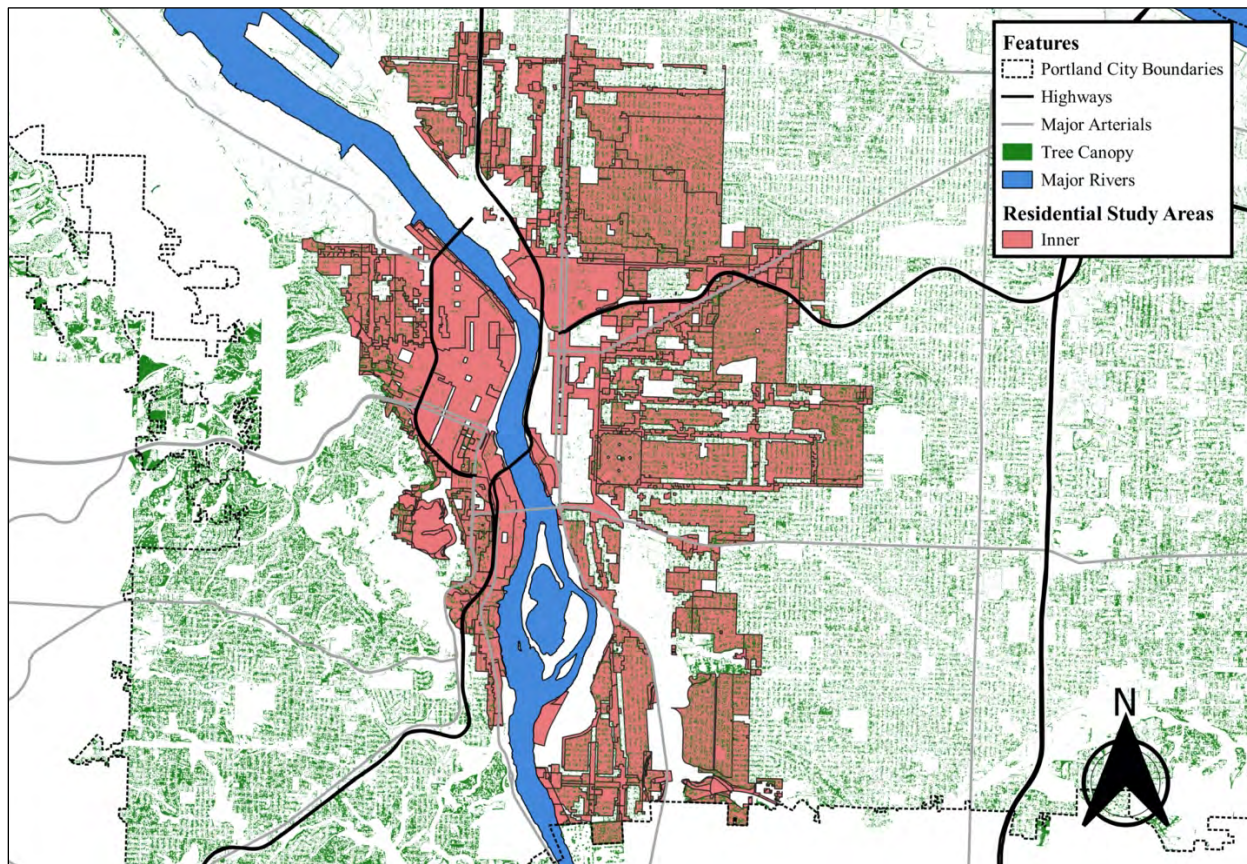 Features
Portland City Boundaries
Highways
Major Arterials
Tree Canopy
Major Rivers
Residential Study Areas
Inner
N